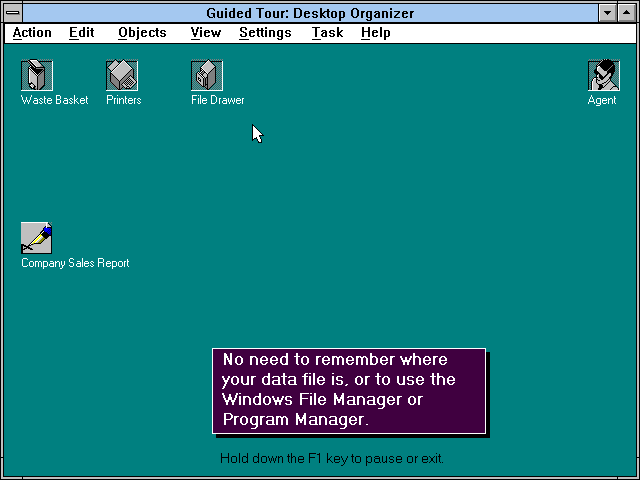 Guided Tour: Desktop Organizer
Action Edit Objects View Settings Task Help
Waste Basket Printers File Drawer Agent
Company Sales Report
No need to remember where
your data file is, or to use the
Windows File Manager or
Program Manager.
Hold down the F1 key to pause or exit.